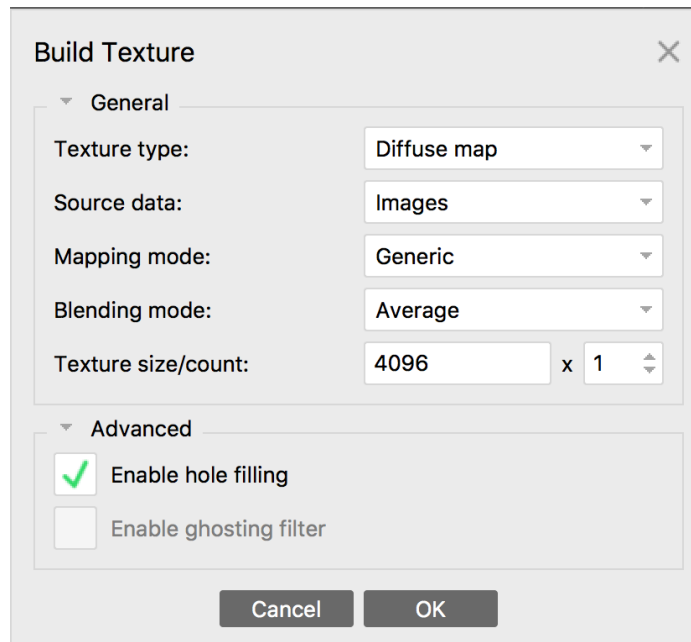 Build Texture
General
Texture type: Diffuse map
Source data: Images
Mapping mode: Generic
Blending mode: Average
Texture size/count: 4096 x 1
Advanced
Enable hole filling
Enable ghosting filter
Cancel OK